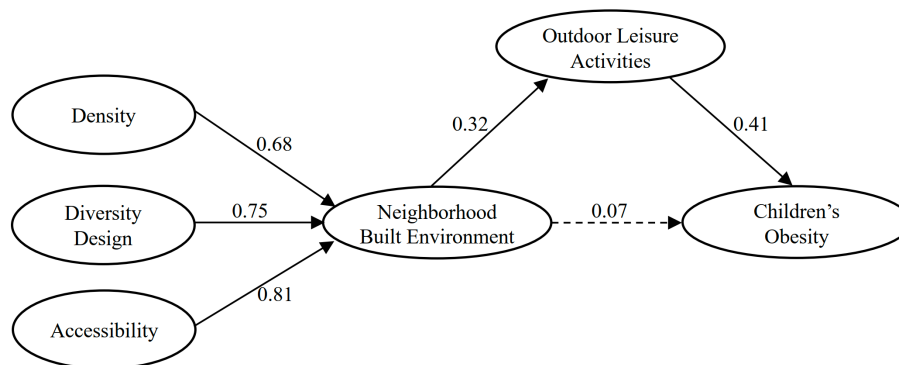 Outdoor Leisure
Activities
Density
0.68
0.32
0.41
Diversity
Design
0.75
Neighborhood
Built Environment
0.07
Children’s
Obesity
0.81
Accessibility